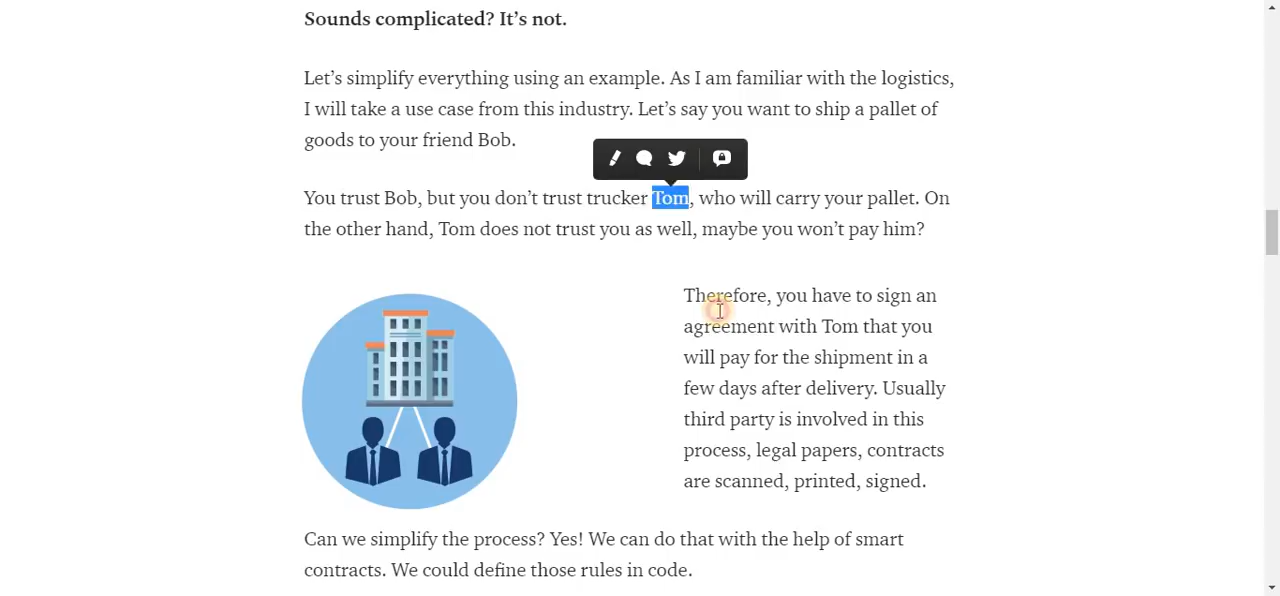 Sounds complicated? It’s not.
Let’s simplify everything using an example. As I am familiar with the logistics,
I will take a use case from this industry. Let’s say you want to ship a pallet of
goods to your friend Bob.
You trust Bob, but you don’t trust trucker Tom, who will carry your pallet. On
the other hand, Tom does not trust you as well, maybe you won’t pay him?
Therefore, you have to sign an
agreement with Tom that you
will pay for the shipment in a
few days after delivery. Usually
third party is involved in this
process, legal papers, contracts
are scanned, printed, signed.
Can we simplify the process? Yes! We can do that with the help of smart
contracts. We could define those rules in code.